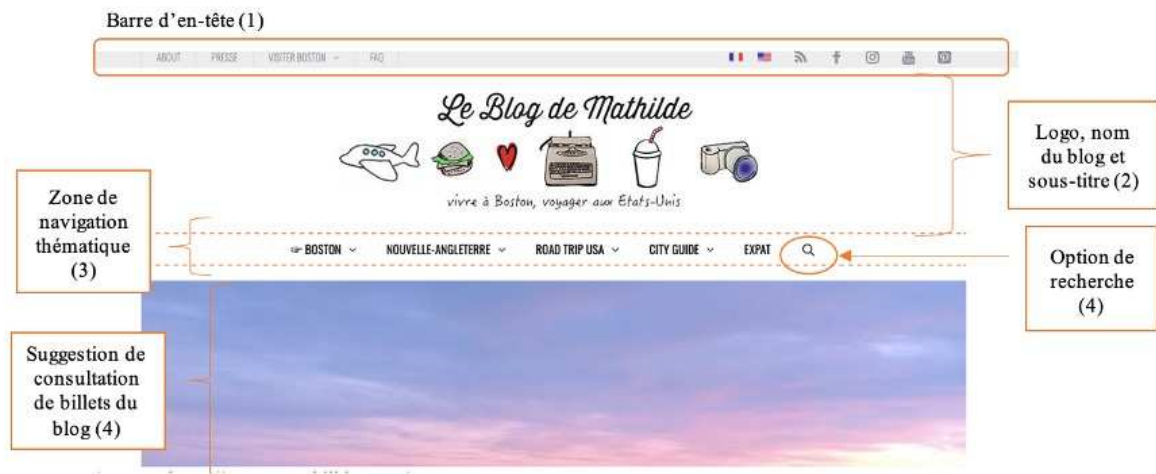 Barre d'en-tête (1)
ABOUT PRESSE VISITER BOSTON FAQ
Le Blog de Mathilde
vivre à Boston, voyager aux Etats-Unis
Logo, nom
du blog et
sous-titre (2)
Zone de
navigation
thématique
(3)
☞ BOSTON NOUVELLE-ANGLETERRE ROAD TRIP USA CITY GUIDE EXPAT
Option de
recherche
(4)
Suggestion de
consultation
de billets du
blog (4)